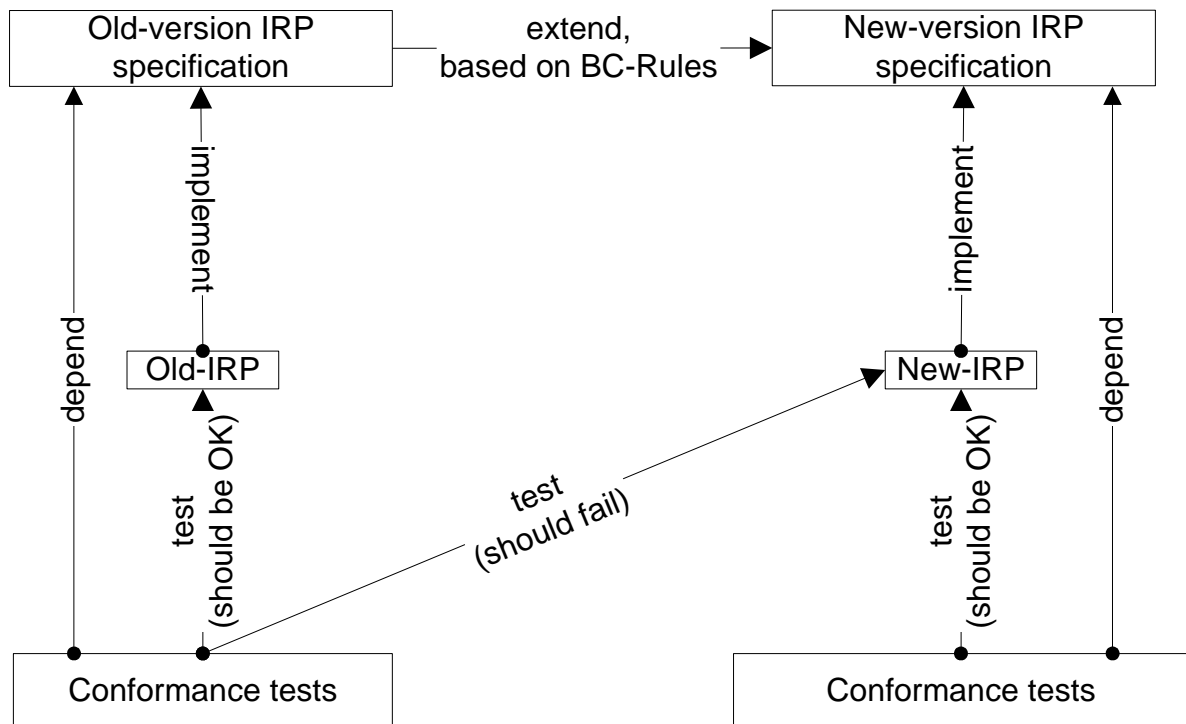 Old-version IRP
specification
extend,
based on BC-Rules
New-version IRP
specification
implement
implement
depend
Old-IRP
New-IRP
depend
test
(should be OK)
test
(should fail)
test
(should be OK)
Conformance tests
Conformance tests